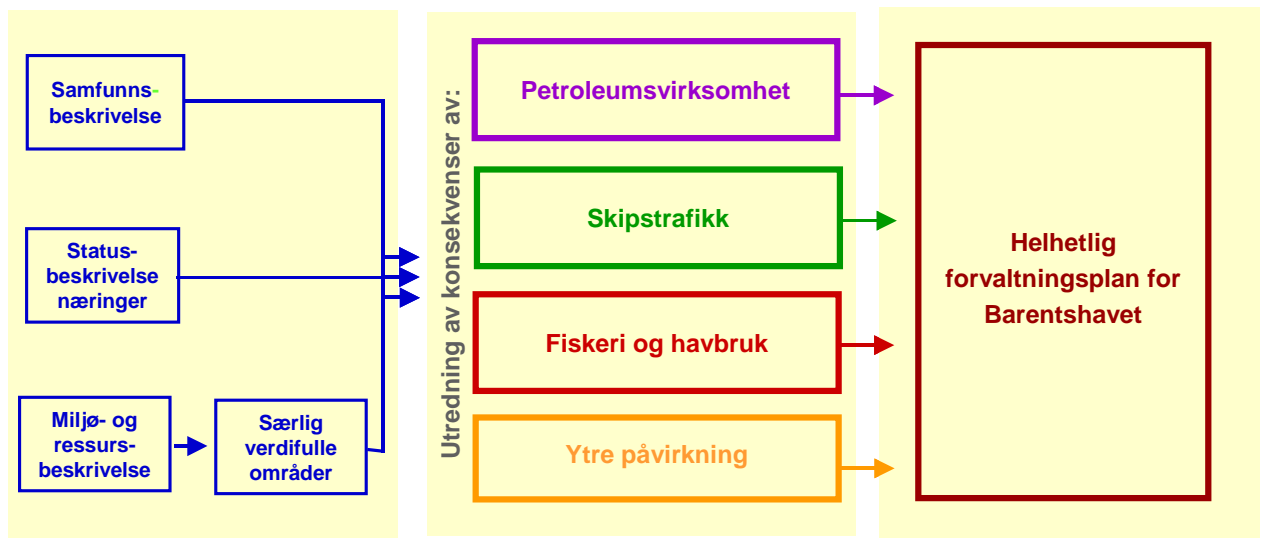 Samfunns-
beskrivelse
Status-
beskrivelse
næringer
Miljø- og
ressurs-
beskrivelse
Særlig
verdifulle
områder
Utredning av konsekvenser av:
Petroleumsvirksomhet
Skipstrafikk
Fiskeri og havbruk
Ytre påvirkning
Helhetlig
forvaltningsplan for
Barentshavet